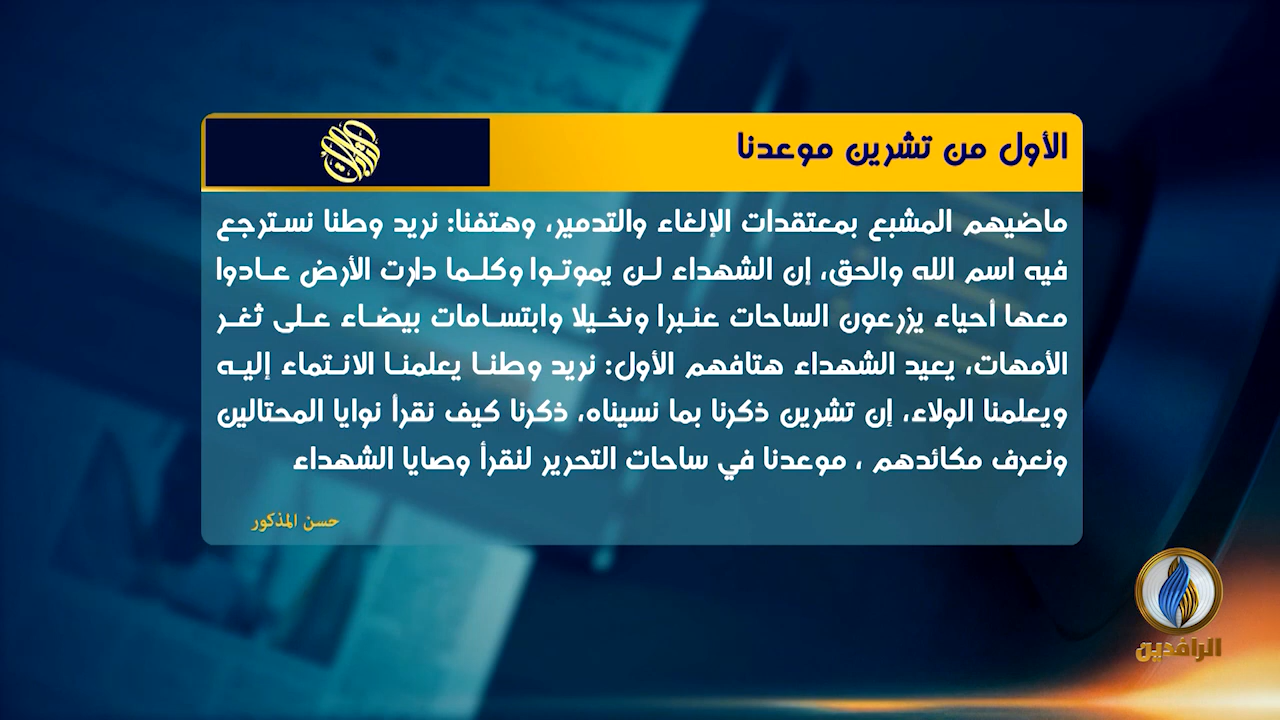 الأول من تشرين موعدنا
ماضيهم المشبع بمعتقدات الإلغاء والتدمير، وهتفنا: نريد وطنا نسترجع
فيه اسم الله والحق، إن الشهداء لن يموتوا وكلما دارت الأرض عادوا
معها أحياء يزرعون الساحات عنبرا ونخيلا وابتسامات بيضاء على ثغر
الأمهات، يعيد الشهداء هتافهم الأول: نريد وطنا يعلمنا الانتماء إليه
ويعلمنا الولاء، إن تشرين ذكرنا بما نسيناه، ذكرنا كيف نقرأ نوايا المحتالين
ونعرف مكائدهم ، موعدنا في ساحات التحرير لنقرأ وصايا الشهداء
حسن المذكور
الرافدين